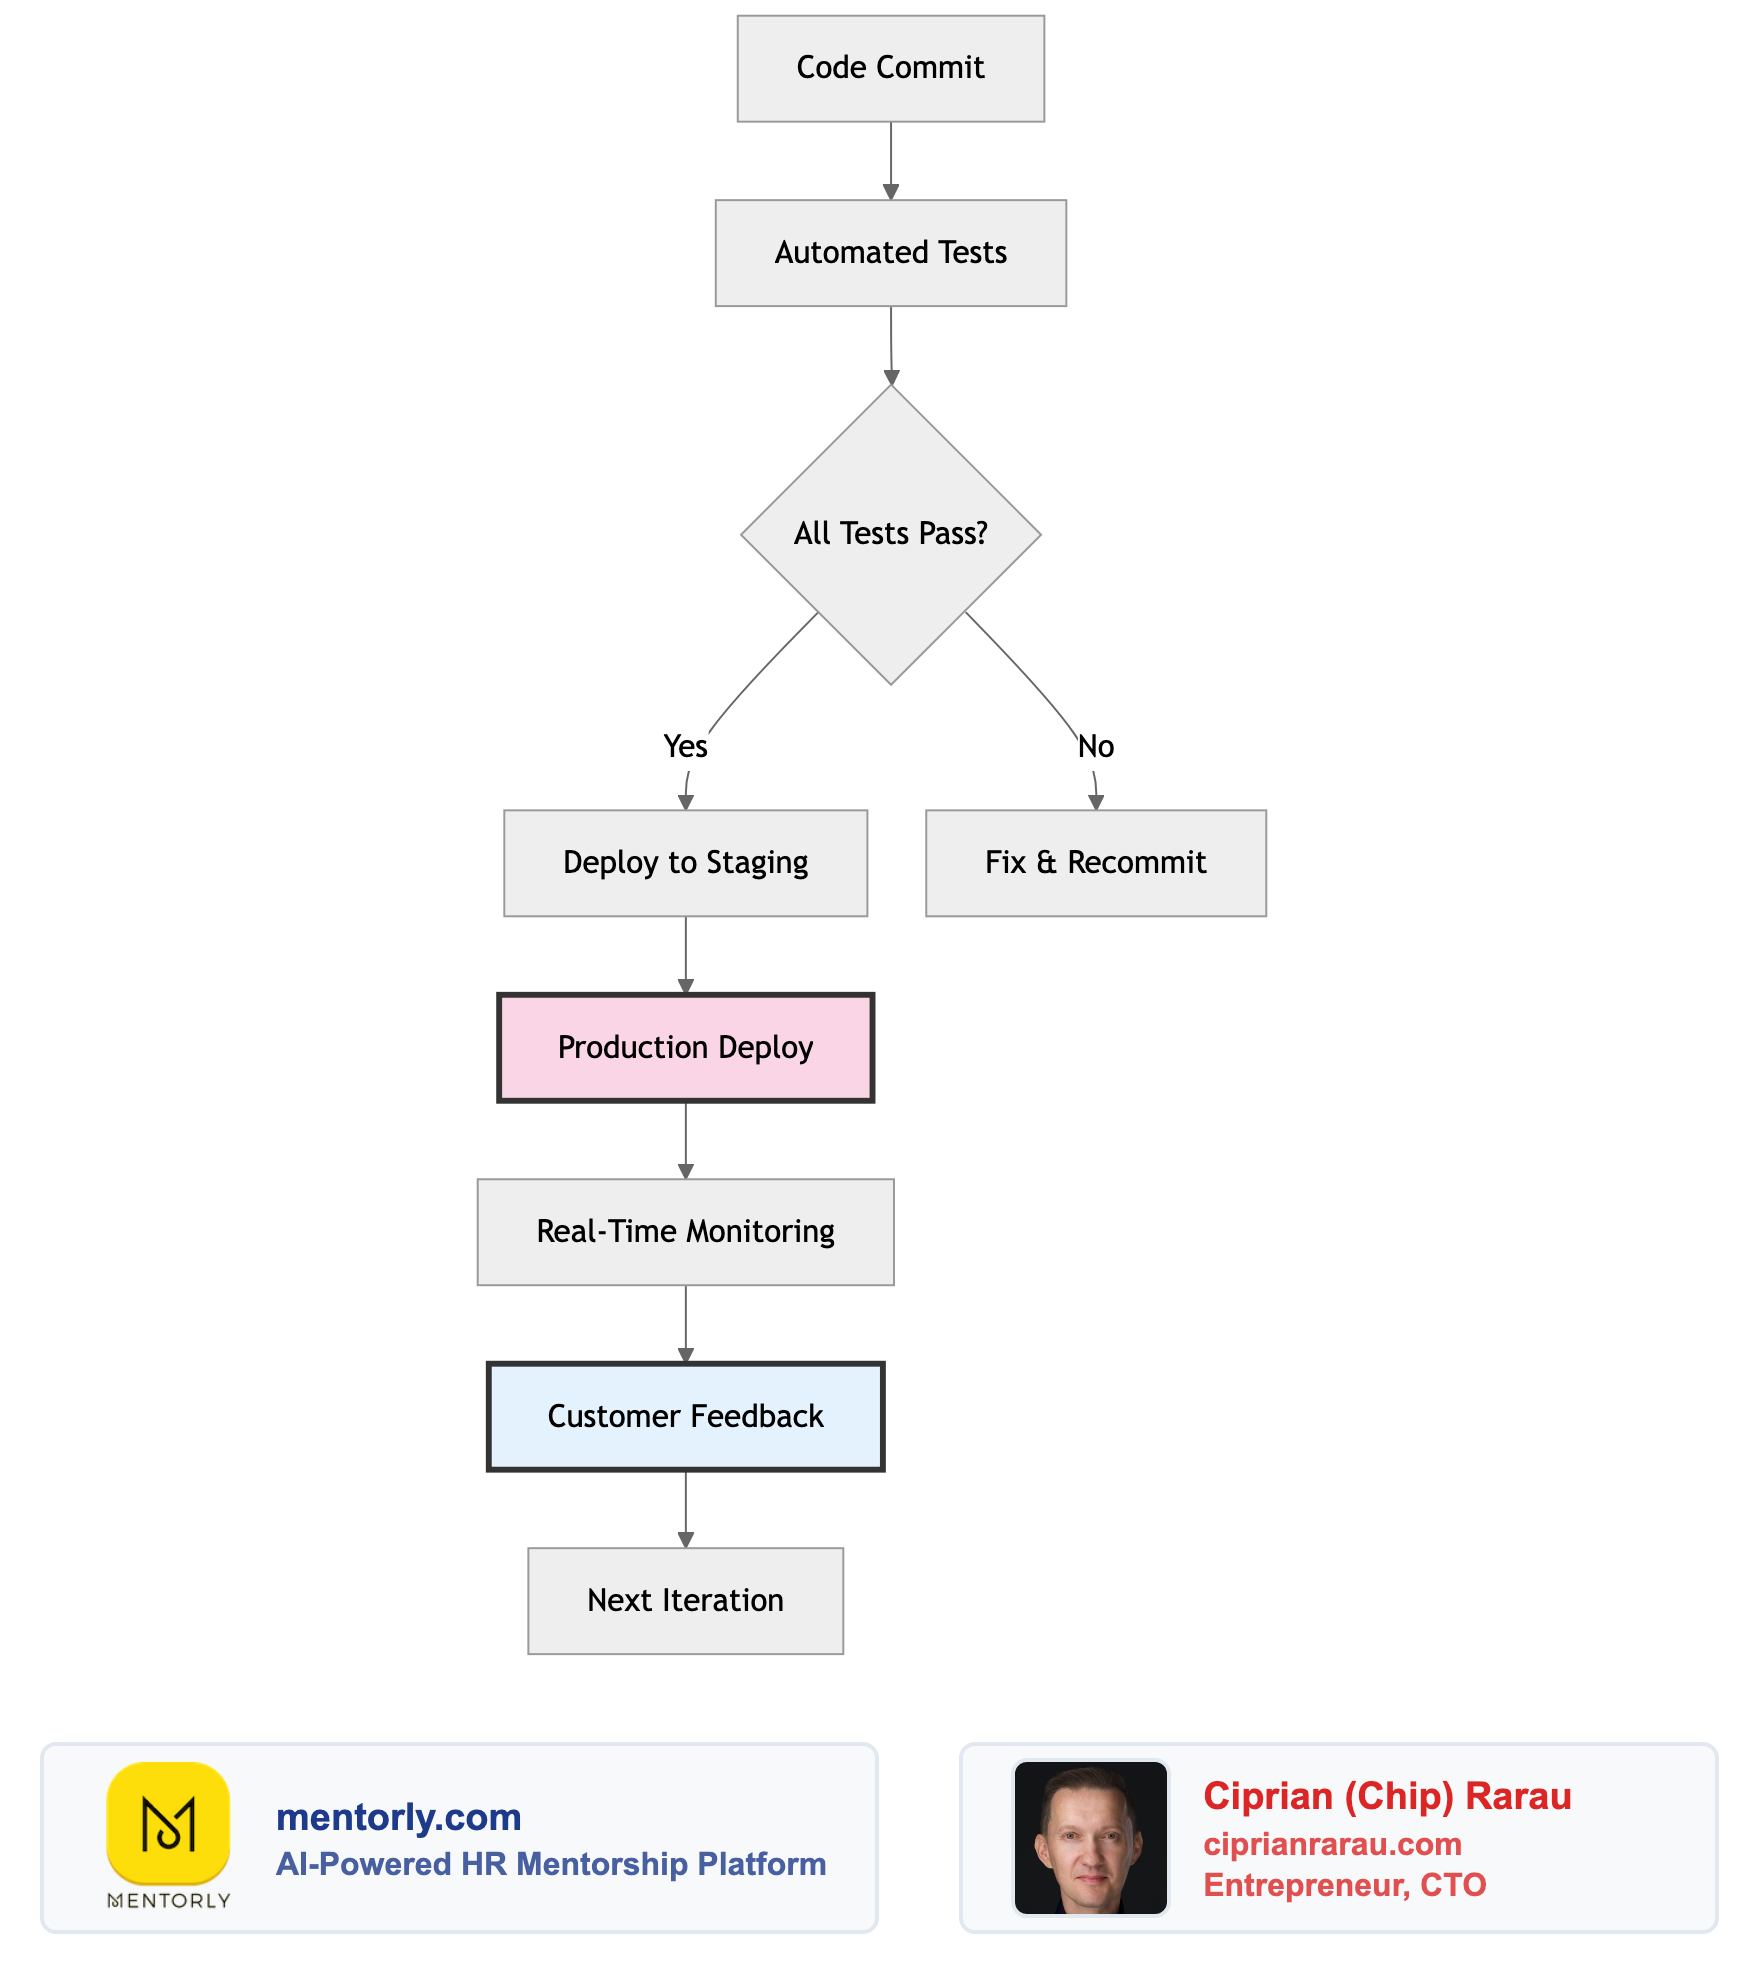 Code Commit
Automated Tests
All Tests Pass?
Yes
No
Deploy to Staging
Fix & Recommit
Production Deploy
Real-Time Monitoring
Customer Feedback
Next Iteration
MENTORLY
mentorly.com
AI-Powered HR Mentorship Platform
Ciprian (Chip) Rarau
ciprianrarau.com
Entrepreneur, CTO